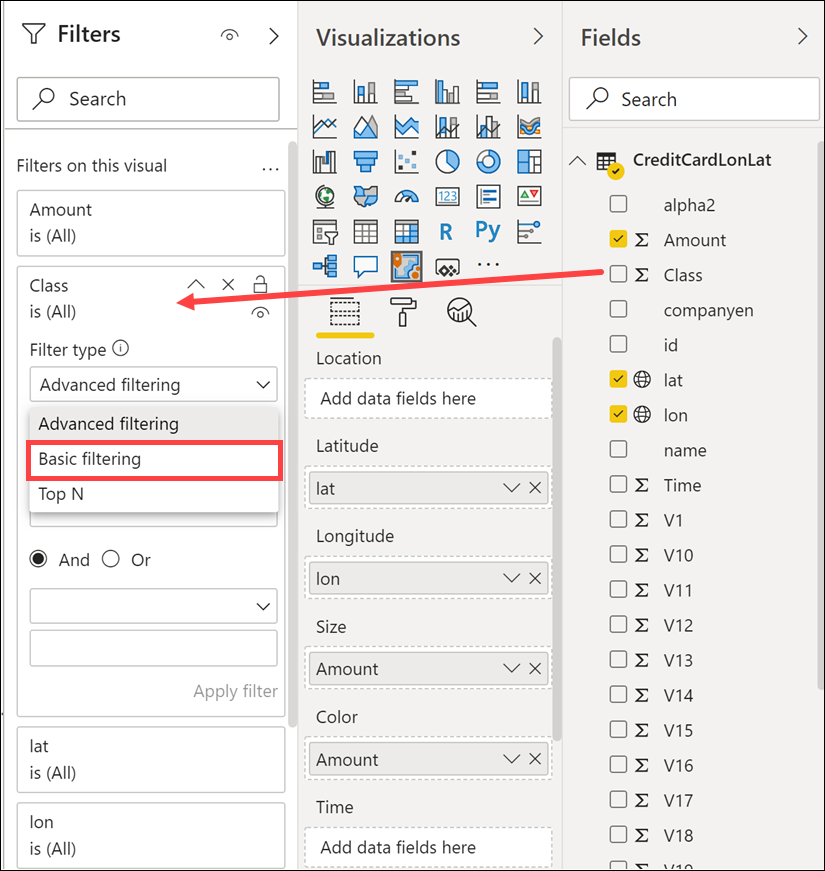 Filters
Search
Filters on this visual
...
Amount
is (All)
Class
is (All)
Filter type
Advanced filtering
Advanced filtering
Basic filtering
Top N
And
Or
Apply filter
lat
is (All)
lon
is (All)
Visualizations
123
R
Py
...
Location
Add data fields here
Latitude
lat
Longitude
lon
Size
Amount
Color
Amount
Time
Add data fields here
Fields
Search
CreditCardLonLat
alpha2
Σ Amount
Σ Class
companyen
id
lat
lon
name
Σ Time
Σ V1
Σ V10
Σ V11
Σ V12
Σ V13
Σ V14
Σ V15
Σ V16
Σ V17
Σ V18